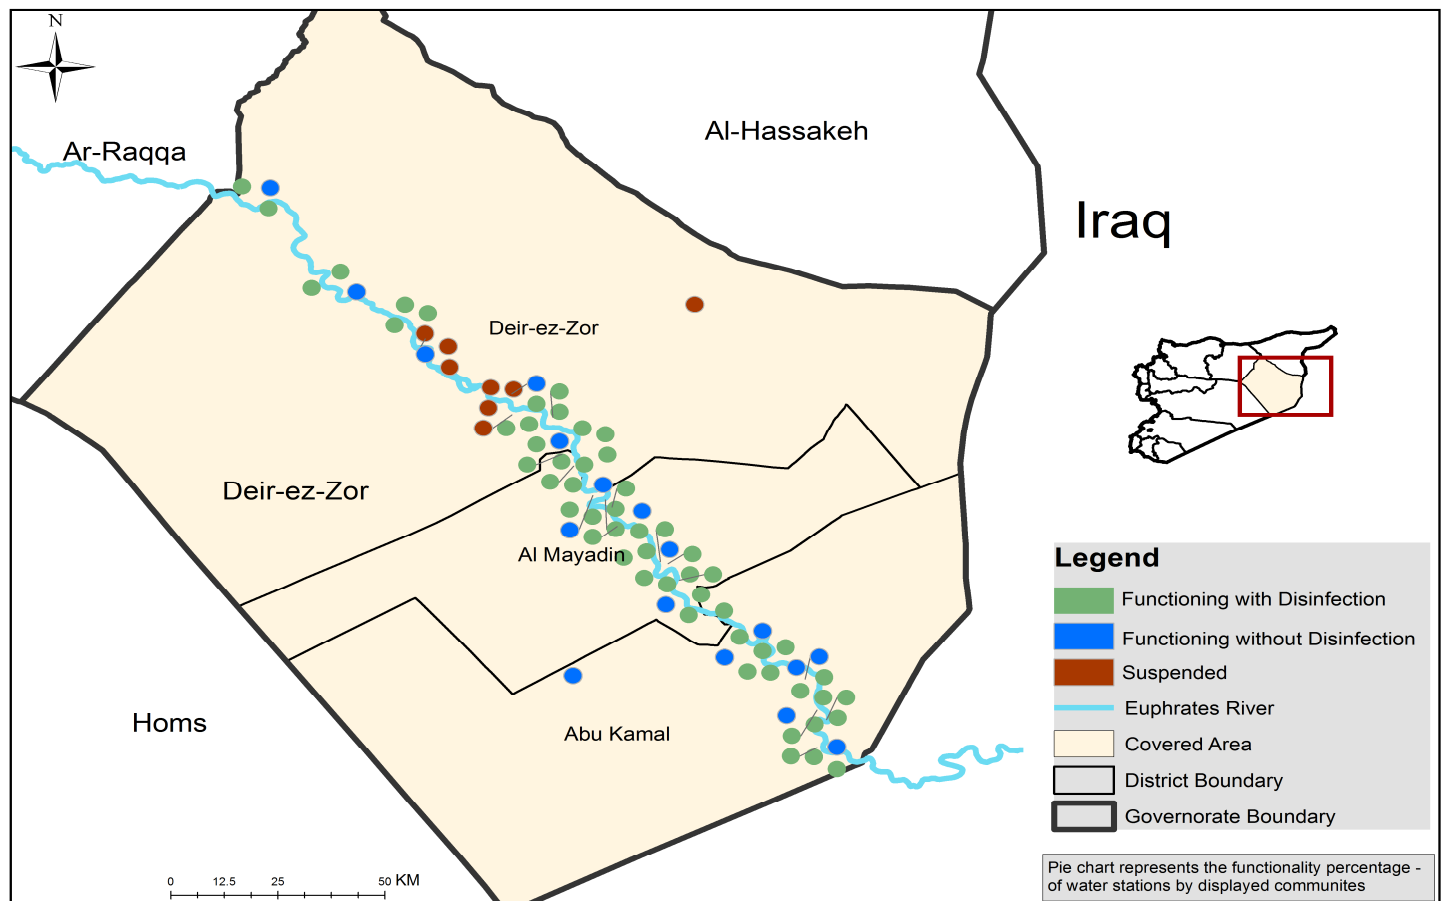 N
Ar-Raqqa
Al-Hassakeh
Iraq
Deir-ez-Zor
Deir-ez-Zor
Al Mayadin
Homs
Abu Kamal
0 12.5 25 50 KM
Legend
Functioning with Disinfection
Functioning without Disinfection
Suspended
Euphrates River
Covered Area
District Boundary
Governorate Boundary
Pie chart represents the functionality percentage -
of water stations by displayed communites